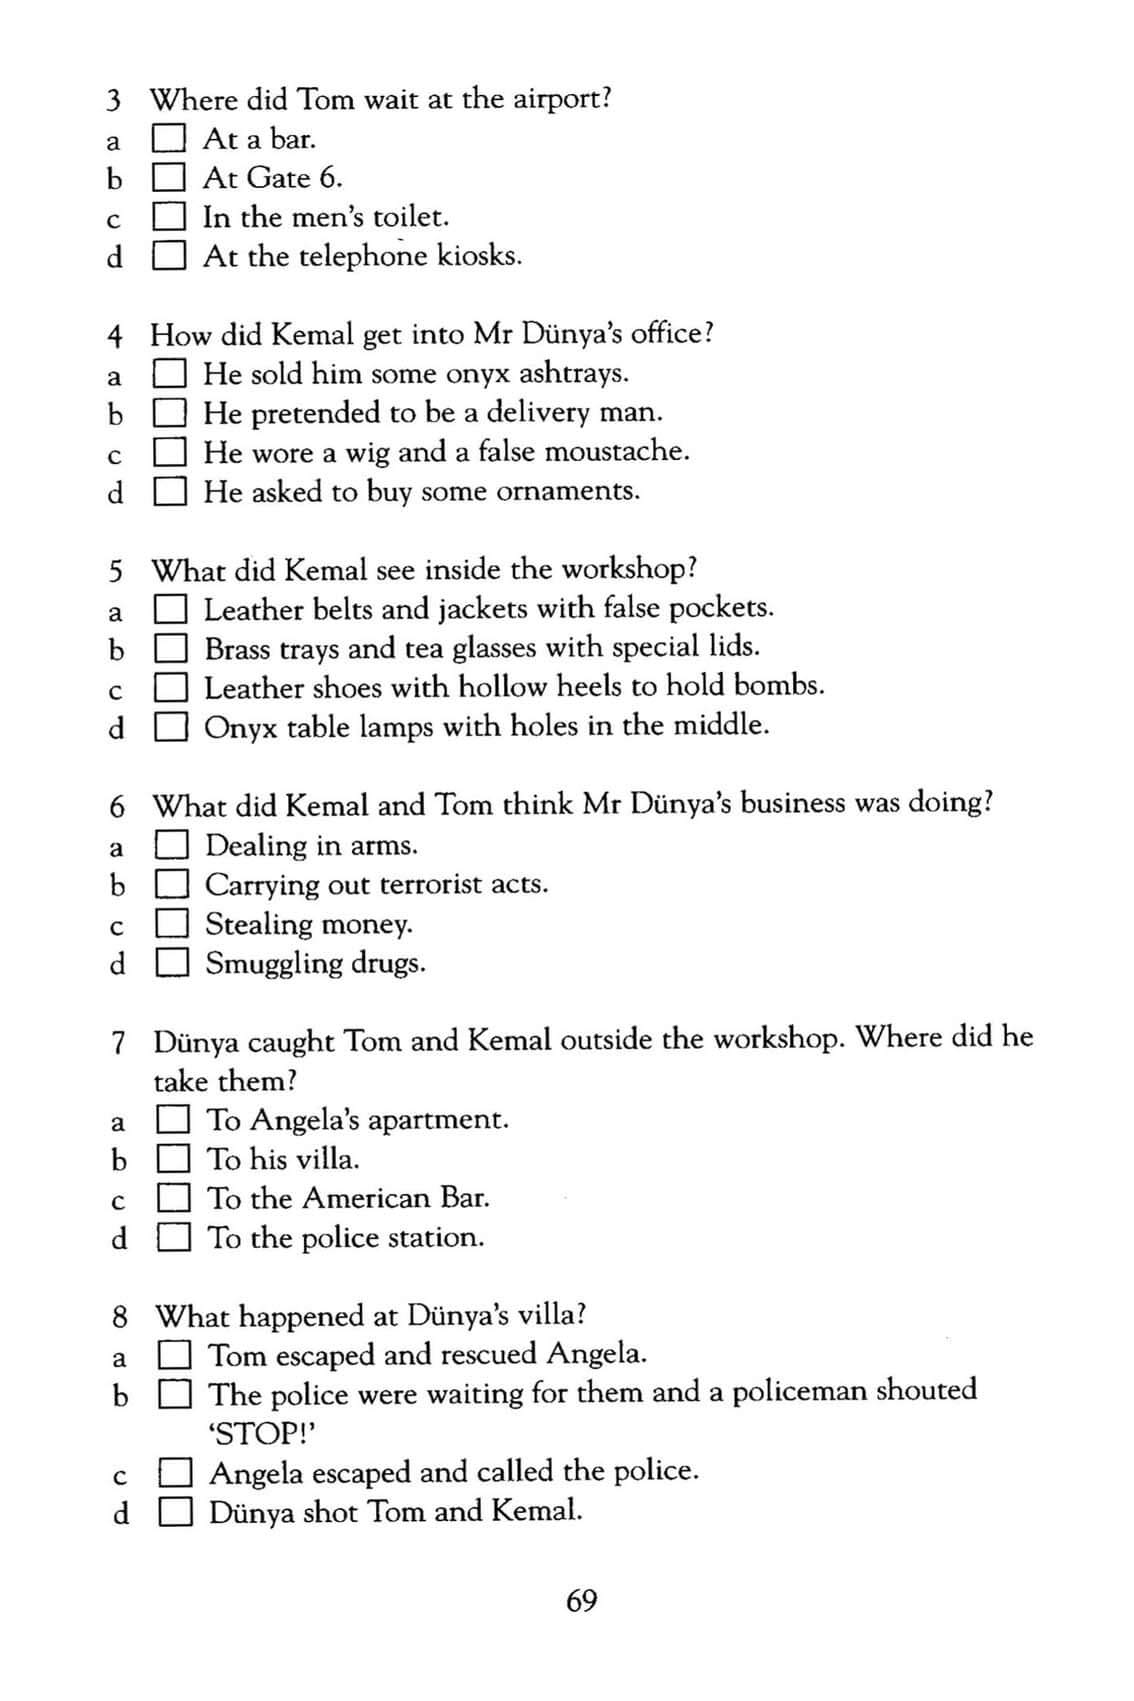 3 Where did Tom wait at the airport?
a At a bar.
b At Gate 6.
c In the men's toilet.
d At the telephone kiosks.
4 How did Kemal get into Mr Dünya's office?
a He sold him some onyx ashtrays.
b He pretended to be a delivery man.
c He wore a wig and a false moustache.
d He asked to buy some ornaments.
5 What did Kemal see inside the workshop?
a Leather belts and jackets with false pockets.
b Brass trays and tea glasses with special lids.
c Leather shoes with hollow heels to hold bombs.
d Onyx table lamps with holes in the middle.
6 What did Kemal and Tom think Mr Dünya's business was doing?
a Dealing in arms.
b Carrying out terrorist acts.
c Stealing money.
d Smuggling drugs.
7 Dünya caught Tom and Kemal outside the workshop. Where did he
take them?
a To Angela's apartment.
b To his villa.
c To the American Bar.
d To the police station.
8 What happened at Dünya's villa?
a Tom escaped and rescued Angela.
b The police were waiting for them and a policeman shouted
'STOP!'
c Angela escaped and called the police.
d Dünya shot Tom and Kemal.
69